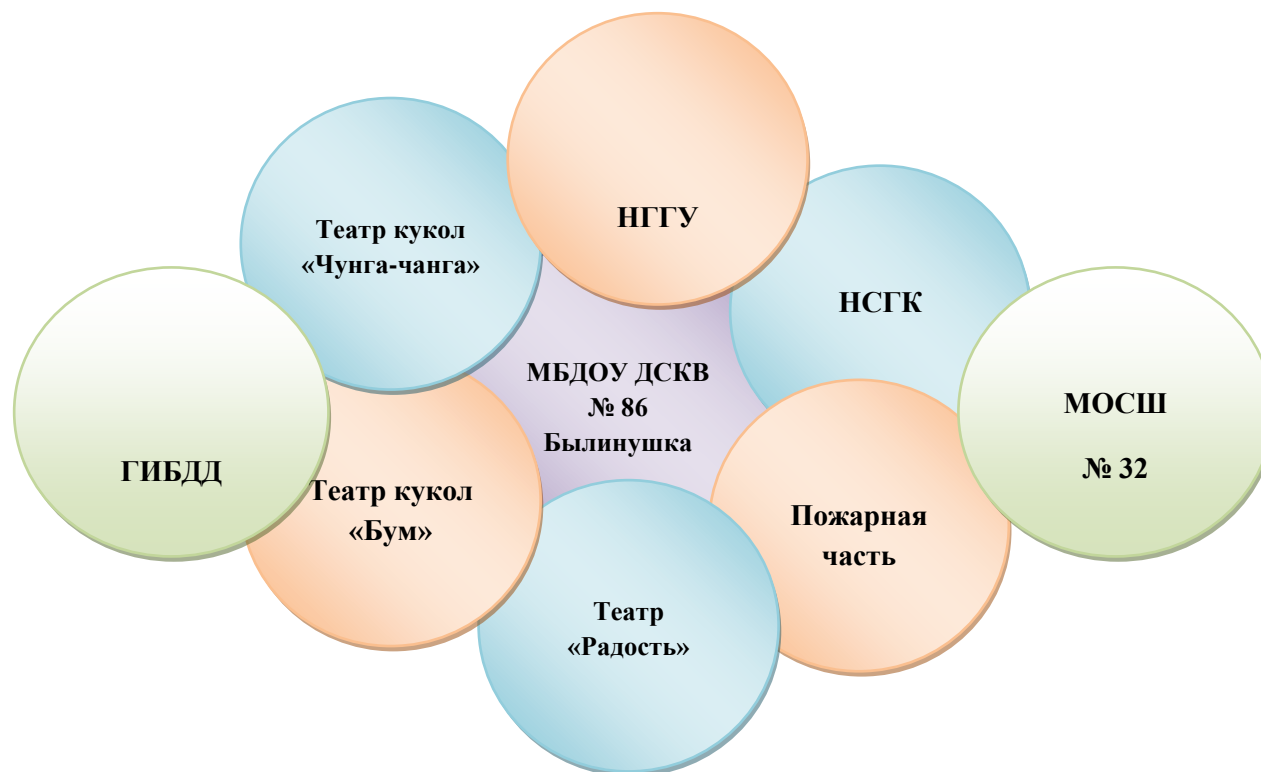 НГГУ
Театр кукол
«Чунга-чанга»
НСГК
МБДОУ ДСКВ
№ 86
Былинушка
МОСШ
№ 32
ГИБДД
Театр кукол
«Бум»
Пожарная
часть
Театр
«Радость»